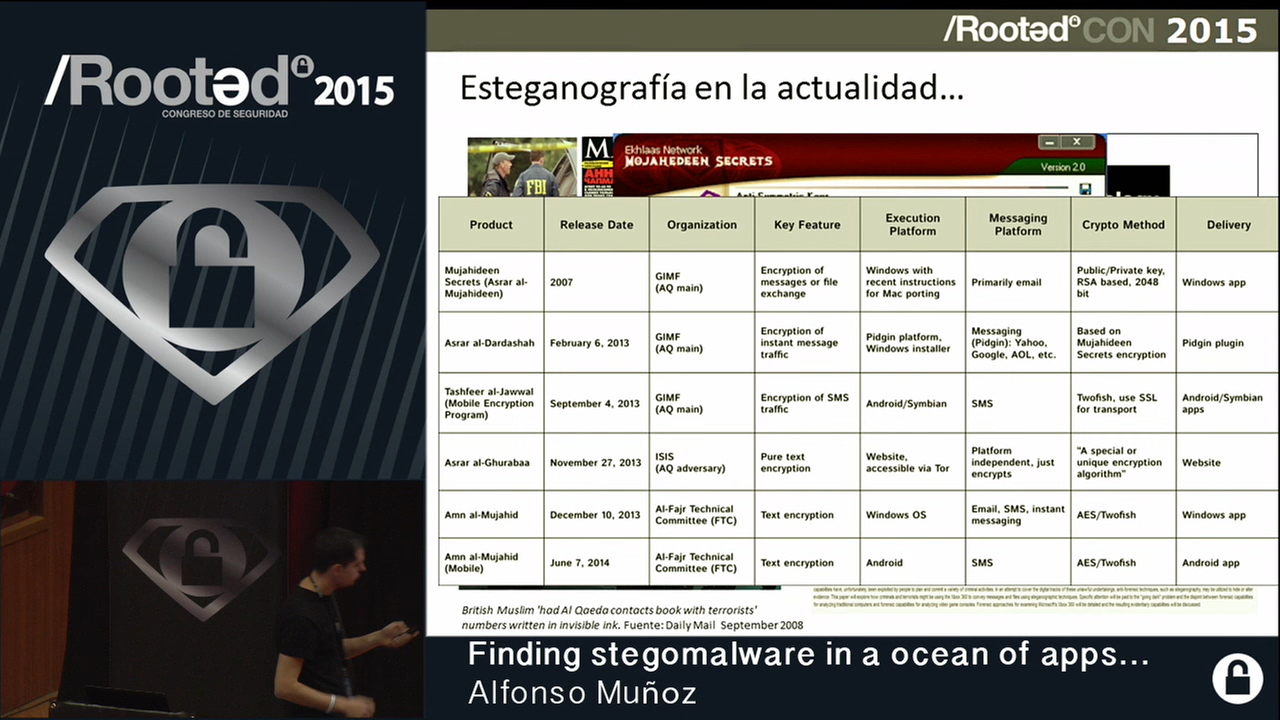 /Rooted CON 2015
/Rooted 2015
CONGRESO DE SEGURIDAD
Esteganografía en la actualidad...
FBI
M
АНН
ЧАПМА
Ekhlaas Network
MOJAHEDEEN SECRETS
Version 2.0
Product Release Date Organization Key Feature Execution Platform Messaging Platform Crypto Method Delivery
Mujahideen Secrets (Asrar al-Mujahideen) 2007 GIMF (AQ main) Encryption of messages or file exchange Windows with recent instructions for Mac porting Primarily email Public/Private key, RSA based, 2048 bit Windows app
Asrar al-Dardashah February 6, 2013 GIMF (AQ main) Encryption of instant message traffic Pidgin platform, Windows installer Messaging (Pidgin): Yahoo, Google, AOL, etc. Based on Mujahideen Secrets encryption Pidgin plugin
Tashfeer al-Jawwal (Mobile Encryption Program) September 4, 2013 GIMF (AQ main) Encryption of SMS traffic Android/Symbian SMS Twofish, use SSL for transport Android/Symbian apps
Asrar al-Ghurabaa November 27, 2013 ISIS (AQ adversary) Pure text encryption Website, accessible via Tor Platform independent, just encrypts "A special or unique encryption algorithm" Website
Amn al-Mujahid December 10, 2013 Al-Fajr Technical Committee (FTC) Text encryption Windows OS Email, SMS, instant messaging AES/Twofish Windows app
Amn al-Mujahid (Mobile) June 7, 2014 Al-Fajr Technical Committee (FTC) Text encryption Android SMS AES/Twofish Android app
British Muslim 'had Al Qaeda contacts book with terrorists'
numbers written in invisible ink. Fuente: Daily Mail September 2008
Finding stegomalware in a ocean of apps...
Alfonso Muñoz